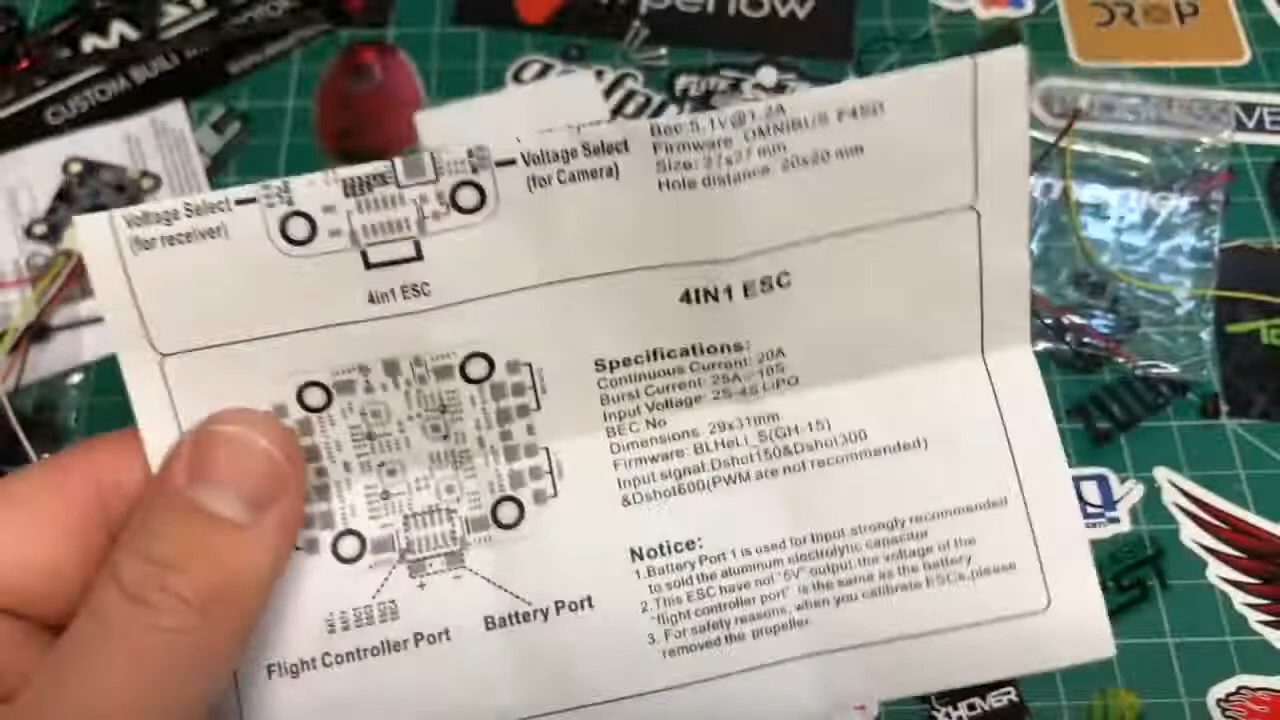 CUSTOM BUILT
DROP
Voltage Select
(for Camera)
Bec:5.1V@1.2A
Firmware OMNIBUS F4SD
Size: 27x27 mm
Hole distance 20x20 mm
Voltage Select
(for receiver)
4in1 ESC
4IN1 ESC
Specifications:
Continuous Current: 20A
Burst Current: 25A 10S
Input Voltage: 2S-4S LIPO
BEC No
Dimensions 29x31mm
Firmware: BLHeLi_S(GH-15)
Input signal:Dshot150&Dshot300
&Dshot600(PWM are not recommended)
Notice:
1.Battery Port 1 is used for Input,strongly recommended
to sold the aluminum electrolytic capacitor
2.This ESC have not "5V" output,the voltage of the
"flight controller port" is the same as the battery
3. For safety reasons, when you calibrate ESCs,please
removed the propeller.
+ -
Battery Port
Flight Controller Port
XHOVER